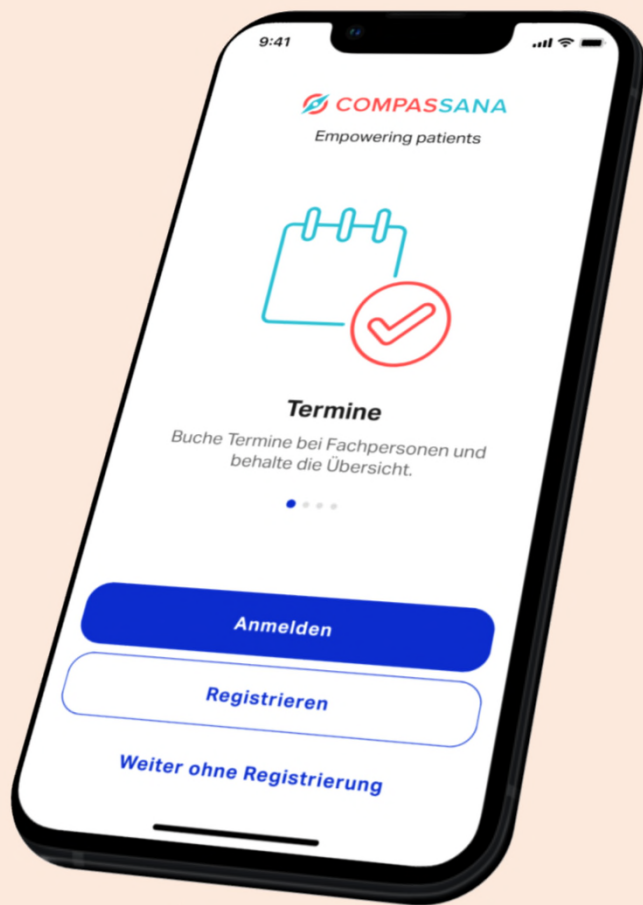 9:41
COMPASSANA
Empowering patients
Termine
Buche Termine bei Fachpersonen und
behalte die Übersicht.
Anmelden
Registrieren
Weiter ohne Registrierung